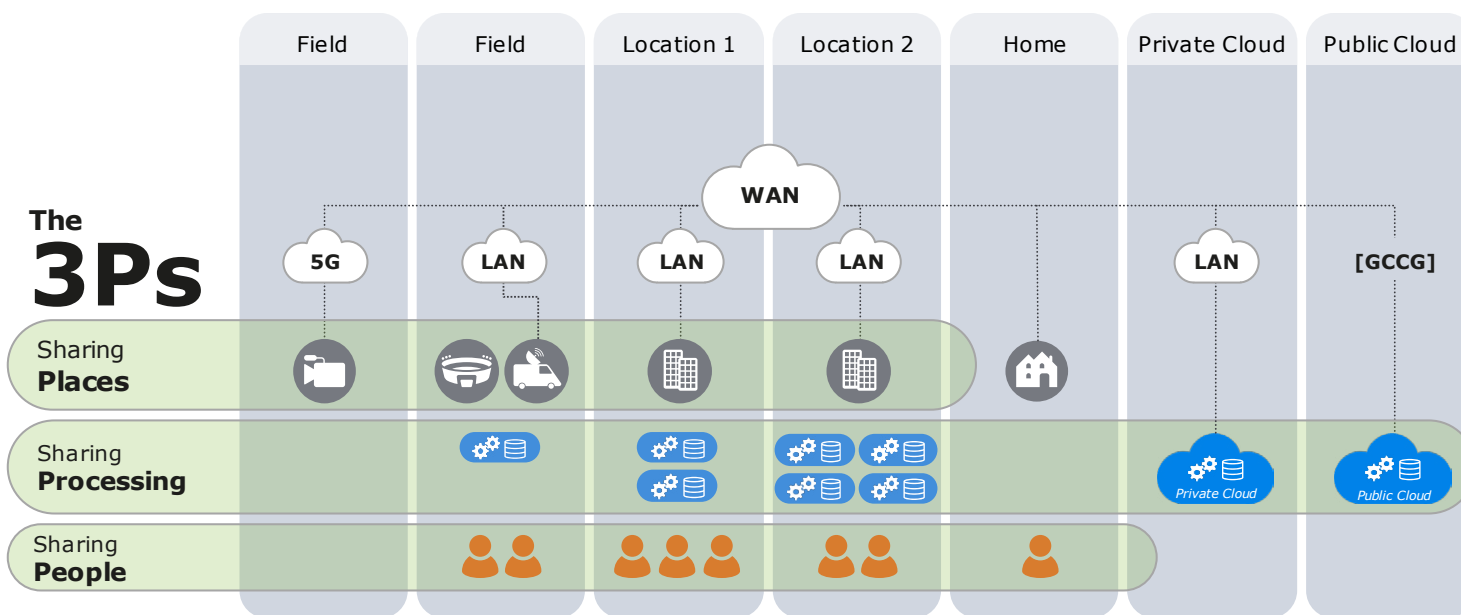 Field
Field
Location 1
Location 2
Home
Private Cloud
Public Cloud
WAN
The
3Ps
5G
LAN
LAN
LAN
LAN
[GCCG]
Sharing
Places
Sharing
Processing
Private Cloud
Public Cloud
Sharing
People